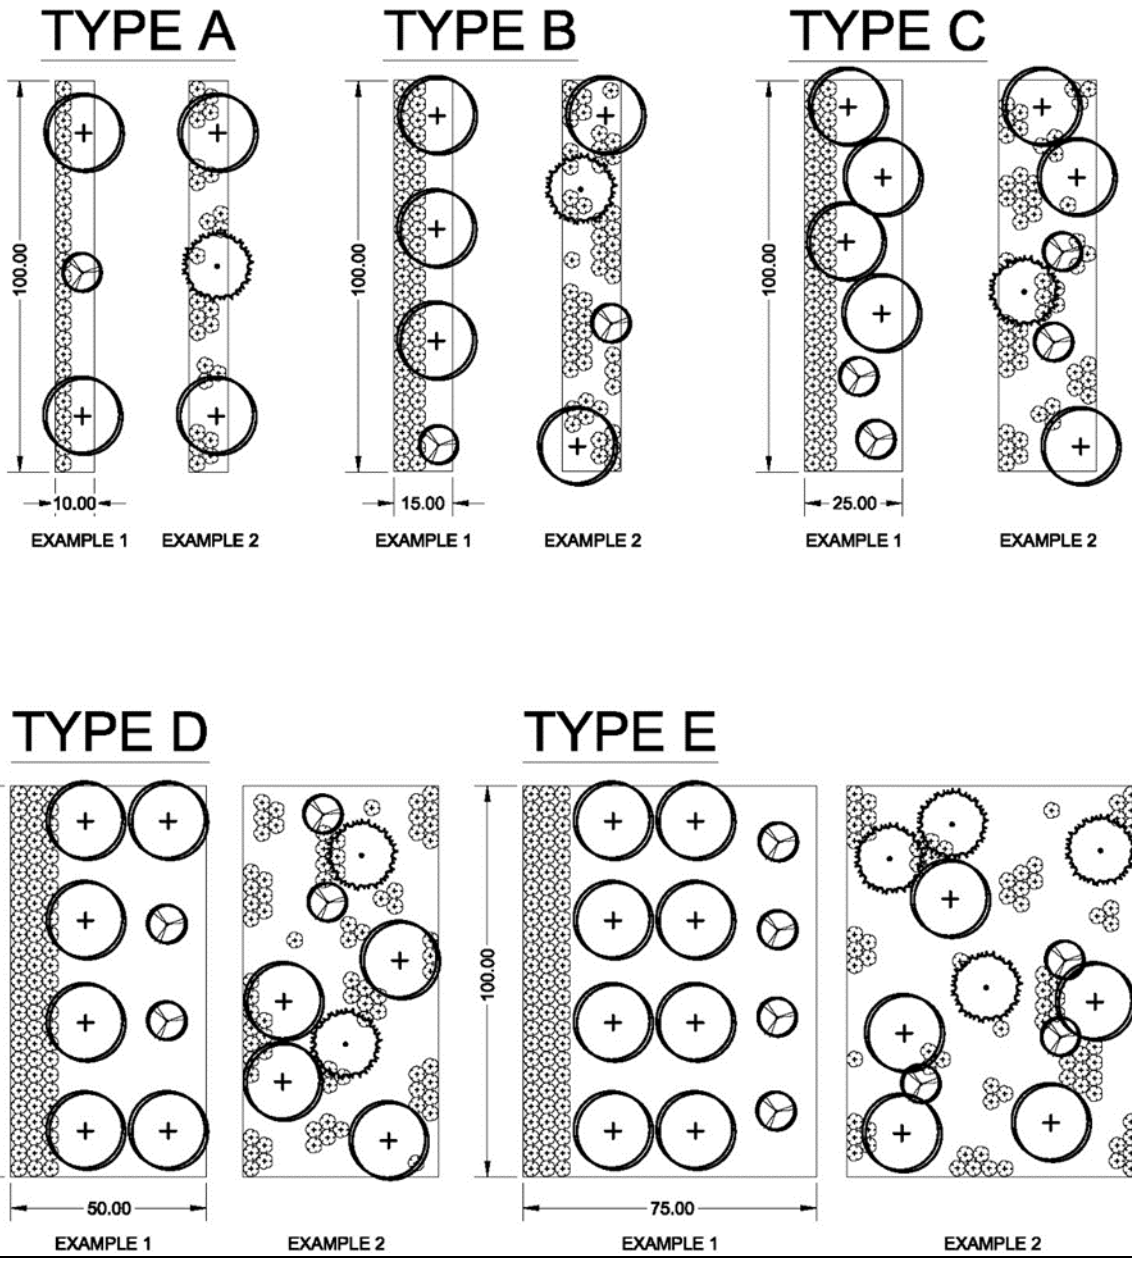 TYPE A
TYPE B
TYPE C
100.00
100.00
100.00
10.00
15.00
25.00
EXAMPLE 1
EXAMPLE 2
EXAMPLE 1
EXAMPLE 2
EXAMPLE 1
EXAMPLE 2
TYPE D
TYPE E
100.00
50.00
75.00
EXAMPLE 1
EXAMPLE 2
EXAMPLE 1
EXAMPLE 2